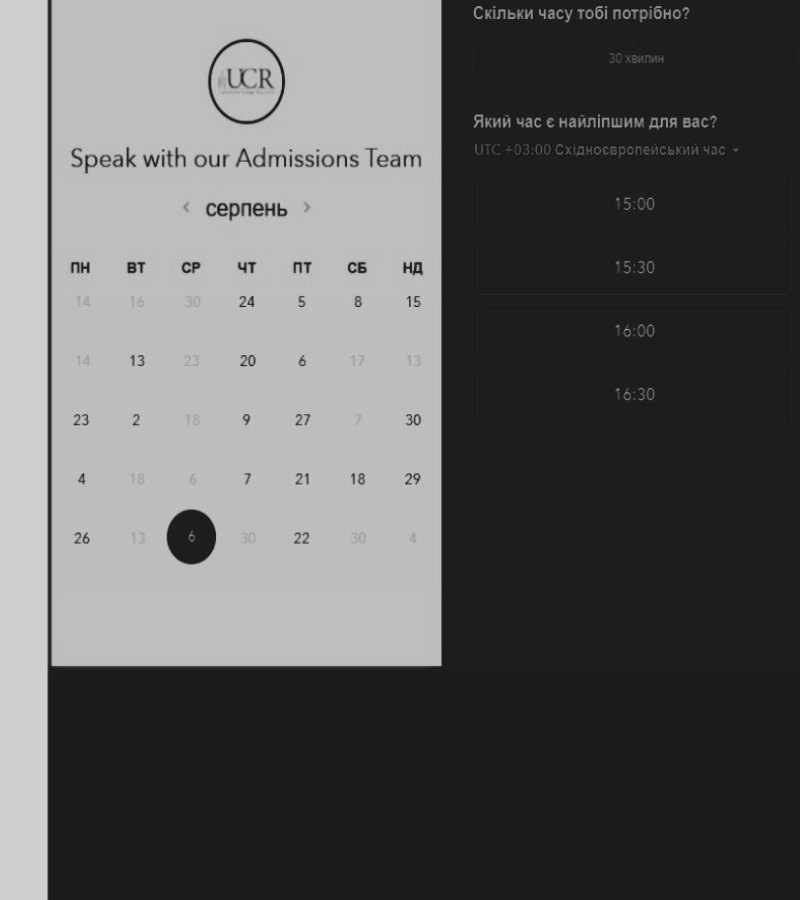 UCR
Speak with our Admissions Team
серпень
ПН ВТ СР ЧТ ПТ СБ НД
14 16 30 24 5 8 15
14 13 23 20 6 17 13
23 2 18 9 27 7 30
4 18 6 7 21 18 29
26 13 6 30 22 30 4
Скільки часу тобі потрібно?
30 хвилин
Який час є найліпшим для вас?
UTC +03:00 Східноєвропейський час
15:00
15:30
16:00
16:30